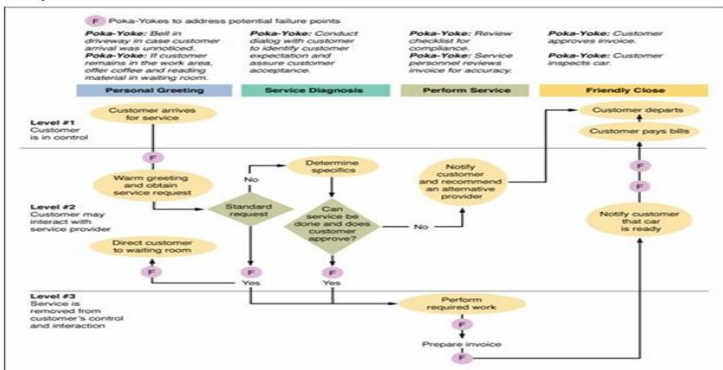 F Poka-Yokes to address potential failure points
Poka-Yoke: Bell in
driveway in case customer
arrival was unnoticed.
Poka-Yoke: If customer
remains in the work area,
offer coffee and reading
material in waiting room.
Poka-Yoke: Conduct
dialog with customer
to identify customer
expectation and
assure customer
acceptance.
Poka-Yoke: Review
checklist for
compliance.
Poka-Yoke: Service
personnel reviews
invoice for accuracy.
Poka-Yoke: Customer
approves invoice.
Poka-Yoke: Customer
inspects car.
Personal Greeting
Service Diagnosis
Perform Service
Friendly Close
Level #1
Customer
is in control
Customer arrives
for service
Customer departs
Customer pays bills
F
F
F
Level #2
Customer may
interact with
service provider
Warm greeting
and obtain
service request
No
Standard
request
Determine
specifics
Can
service be
done and does
customer
approve?
No
Notify
customer
and recommend
an alternative
provider
Notify customer
that car
is ready
Direct customer
to waiting room
F
F
Yes
F
Yes
Level #3
Service is
removed from
customer's control
and interaction
Perform
required work
F
Prepare invoice
F